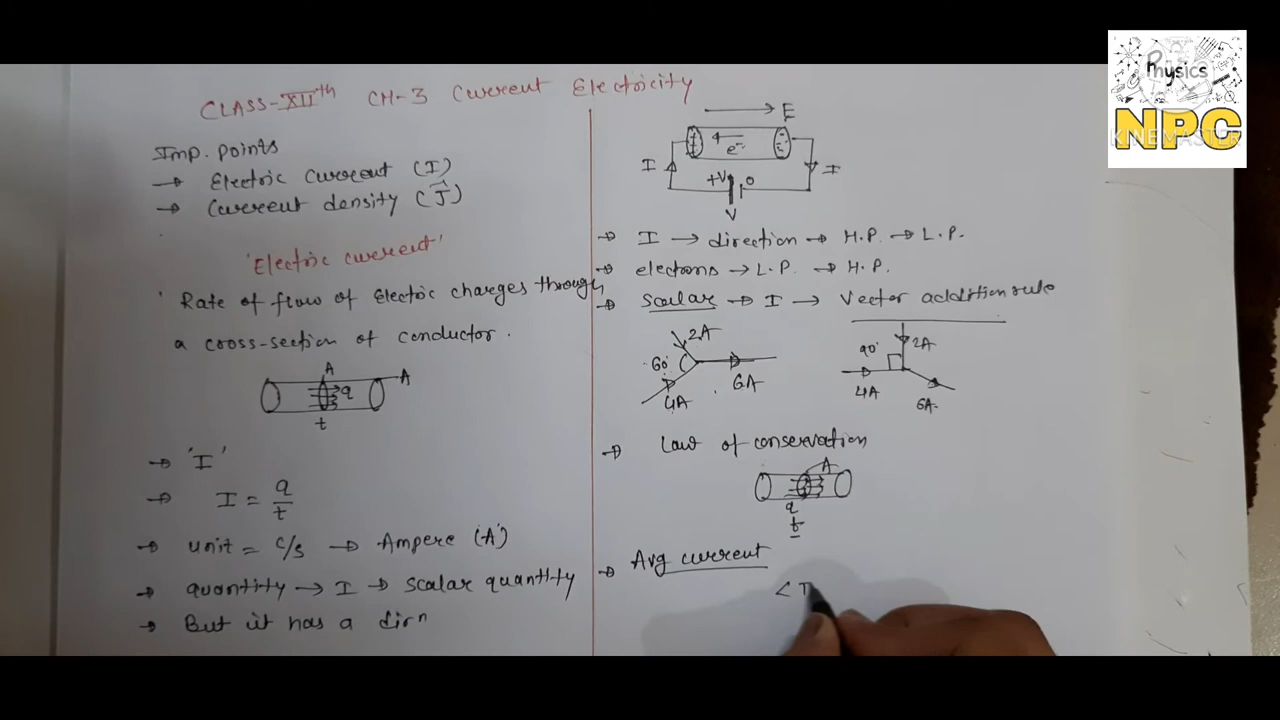 CLASS-XIIth CH-3 Current Electricity
Imp. points
→ Electric Current (I)
→ Current density (J⃗)
'Electric current'
Rate of flow of Electric charges through
a cross-section of conductor.
A
A
q
t
→ 'I'
→ I = q/t
→ unit = C/s → Ampere (A)
→ quantity → I → scalar quantity
→ But it has a dirn
E
e-
I
+V
0
I
V
→ I → direction → H.P. → L.P.
→ electrons → L.P. → H.P.
→ scalar → I → Vector addition rule
2A
60°
6A
4A
90°
2A
4A
6A
→ Law of conservation
A
q
t
→ Avg current
< I
Physics
NPC
KINEMASTER